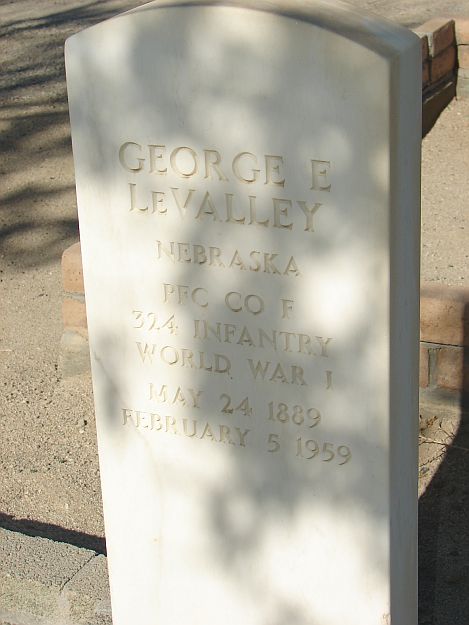 GEORGE E
LeVALLEY
NEBRASKA
PFC CO F
324 INFANTRY
WORLD WAR I
MAY 24 1889
FEBRUARY 5 1959